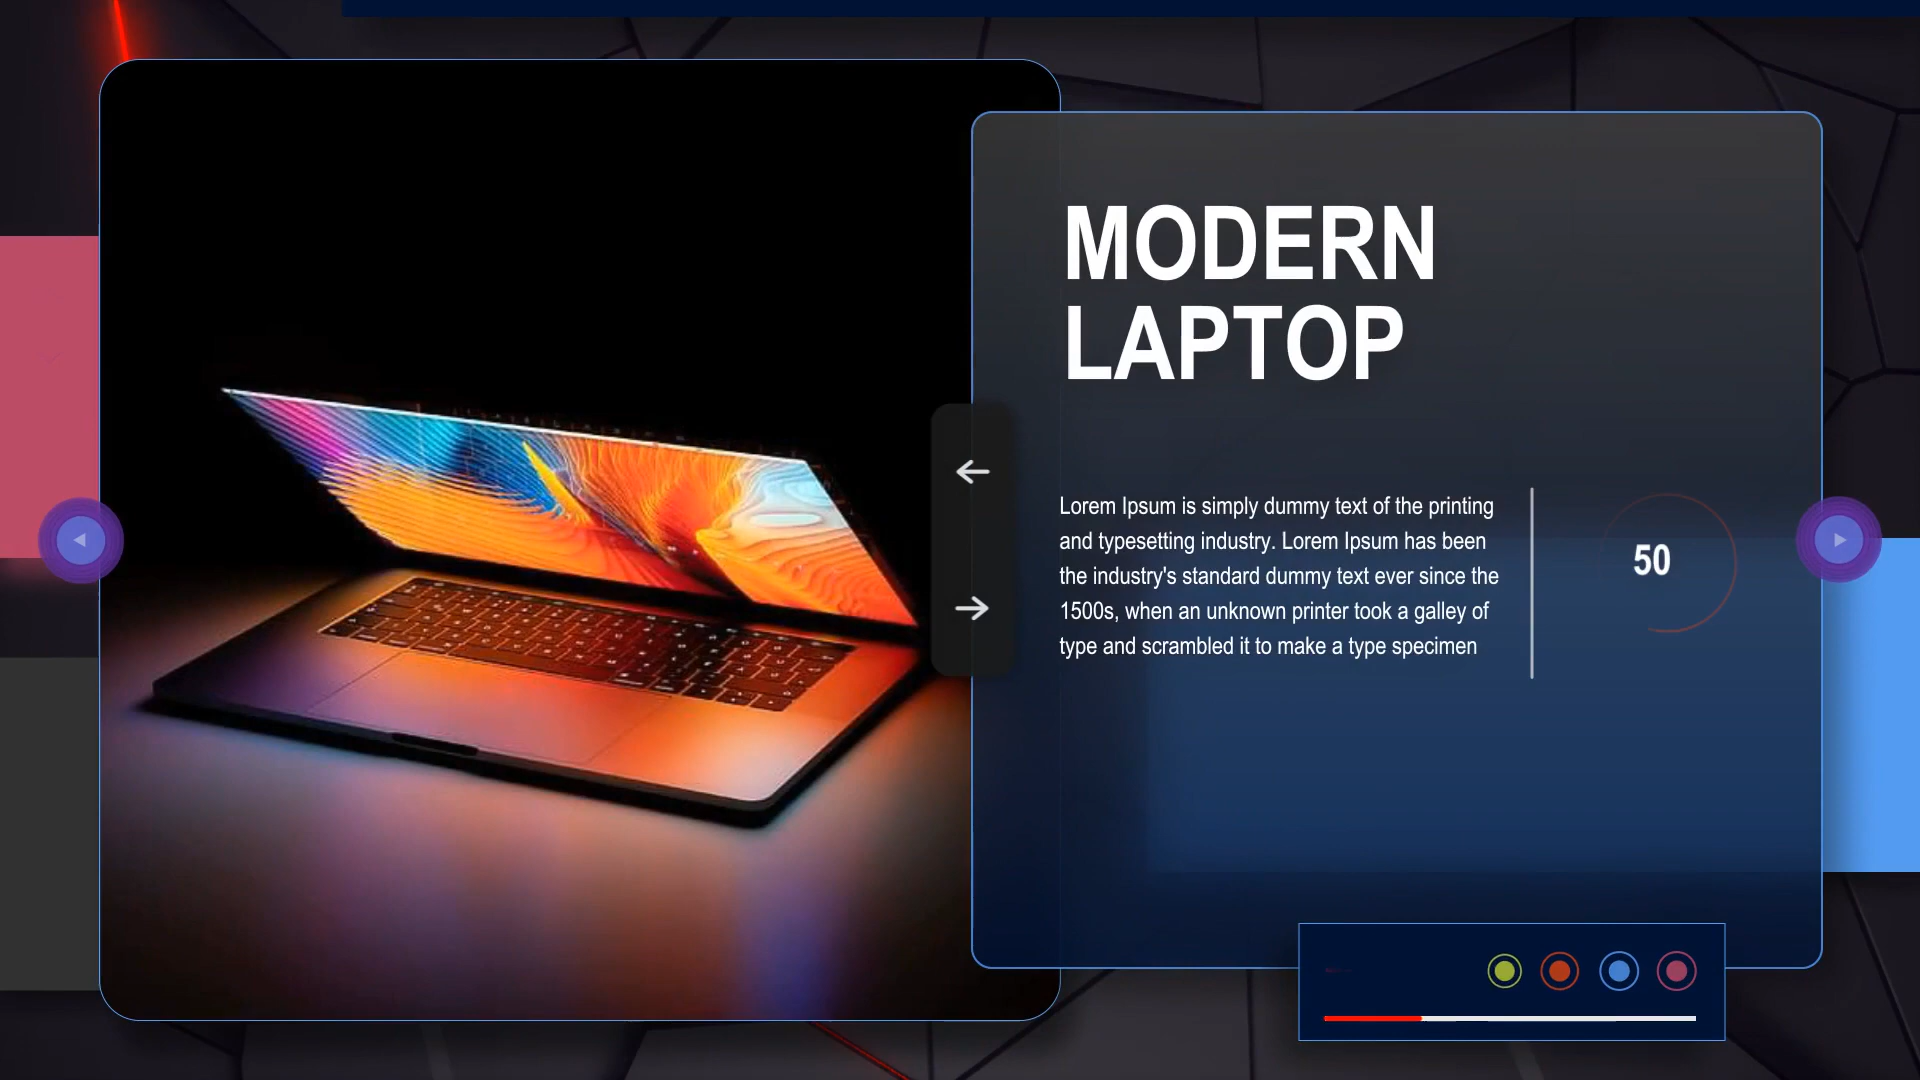 MODERN
LAPTOP
Lorem Ipsum is simply dummy text of the printing
and typesetting industry. Lorem Ipsum has been
the industry's standard dummy text ever since the
1500s, when an unknown printer took a galley of
type and scrambled it to make a type specimen
50